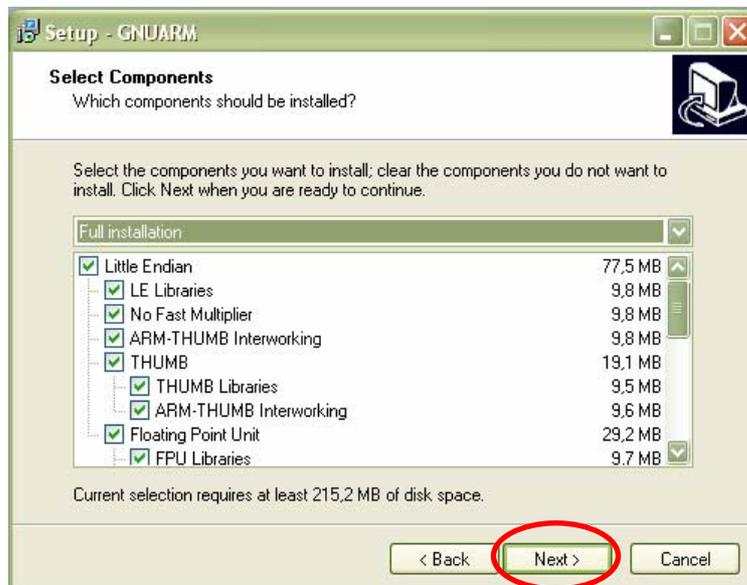 Setup - GNUARM
Select Components
Which components should be installed?
Select the components you want to install; clear the components you do not want to
install. Click Next when you are ready to continue.
Full installation
Little Endian 77,5 MB
LE Libraries 9,8 MB
No Fast Multiplier 9,8 MB
ARM-THUMB Interworking 9,8 MB
THUMB 19,1 MB
THUMB Libraries 9,5 MB
ARM-THUMB Interworking 9,6 MB
Floating Point Unit 29,2 MB
FPU Libraries 9,7 MB
Current selection requires at least 215,2 MB of disk space.
< Back Next > Cancel